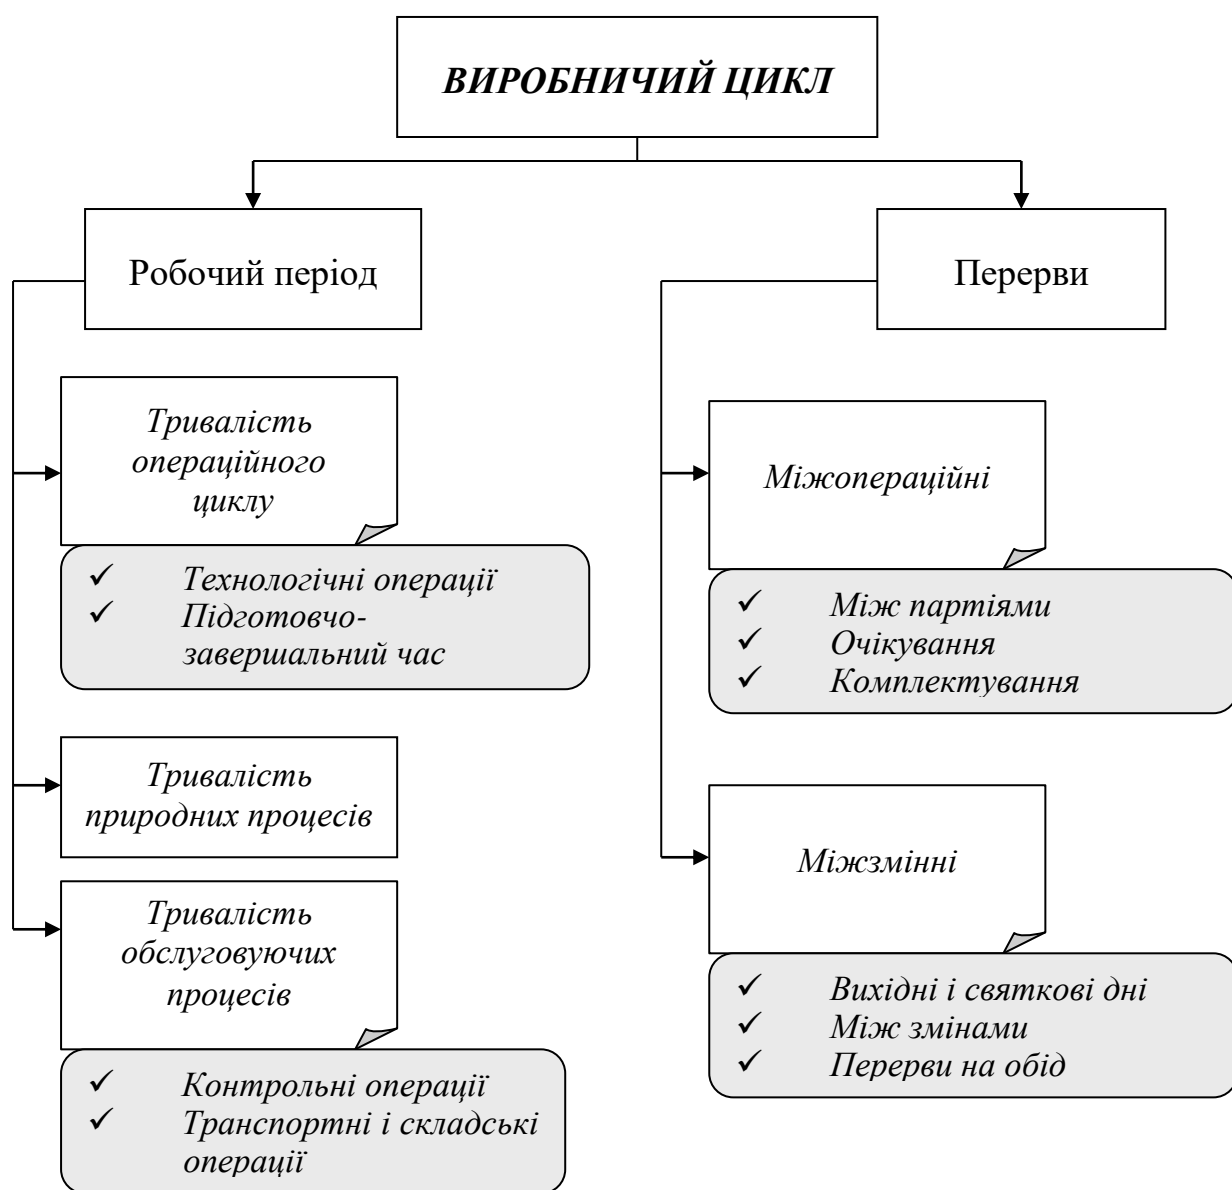 ВИРОБНИЧИЙ ЦИКЛ
Робочий період
Тривалість
операційного
циклу
✓ Технологічні операції
✓ Підготовчо-
завершальний час
Тривалість
природних процесів
Тривалість
обслуговуючих
процесів
✓ Контрольні операції
✓ Транспортні і складські
операції
Перерви
Міжопераційні
✓ Між партіями
✓ Очікування
✓ Комплектування
Міжзмінні
✓ Вихідні і святкові дні
✓ Між змінами
✓ Перерви на обід